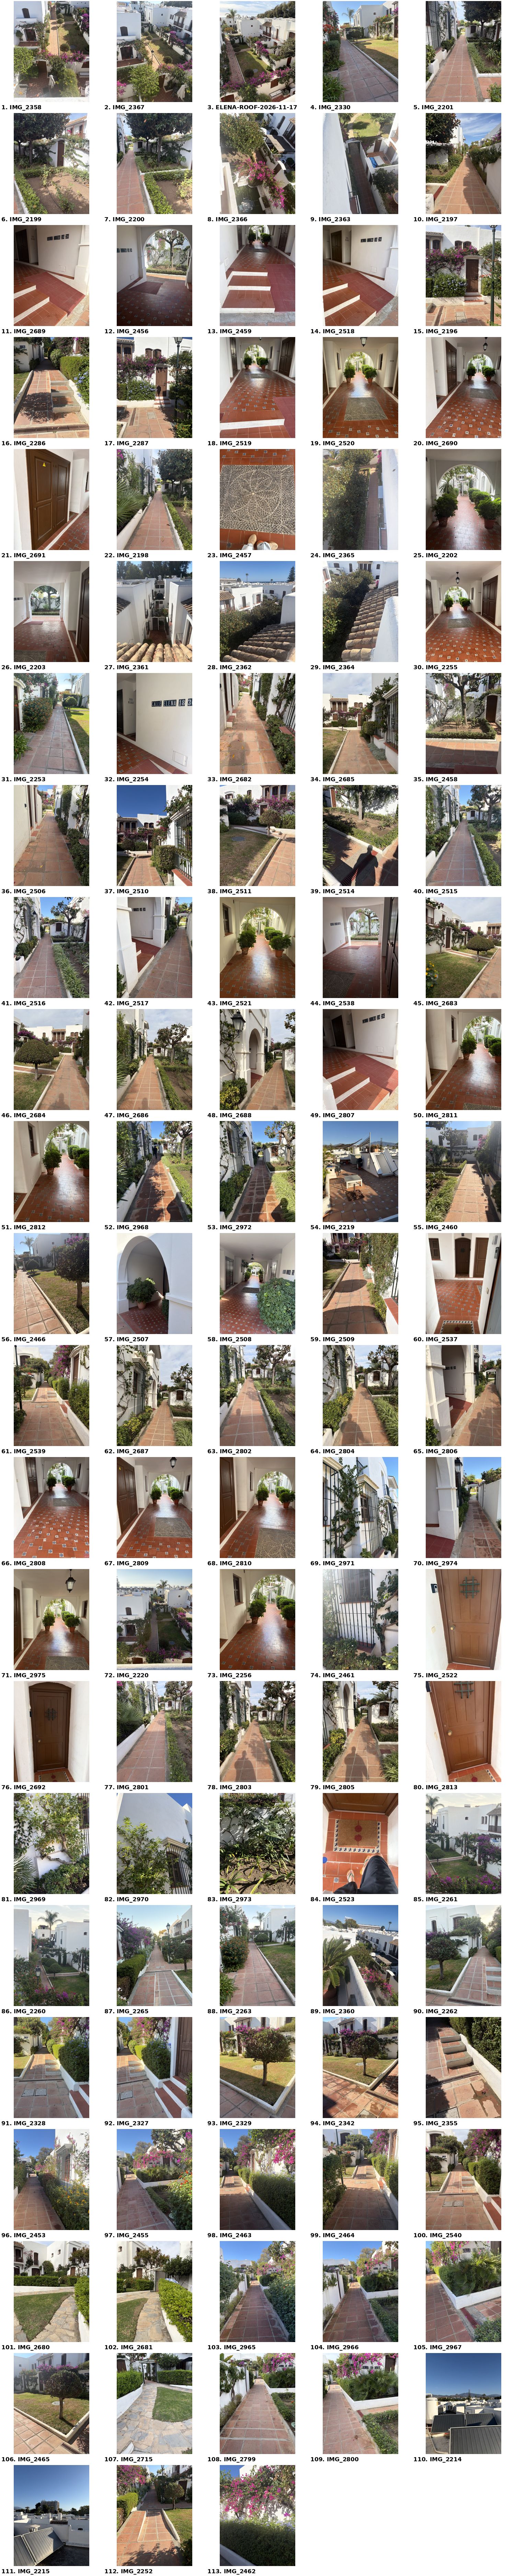 1. IMG_2358
2. IMG_2367
3. ELENA-ROOF-2026-11-17
4. IMG_2330
5. IMG_2201
6. IMG_2199
7. IMG_2200
8. IMG_2366
9. IMG_2363
10. IMG_2197
11. IMG_2689
12. IMG_2456
13. IMG_2459
14. IMG_2518
15. IMG_2196
16. IMG_2286
17. IMG_2287
18. IMG_2519
19. IMG_2520
20. IMG_2690
21. IMG_2691
22. IMG_2198
23. IMG_2457
24. IMG_2365
25. IMG_2202
26. IMG_2203
27. IMG_2361
28. IMG_2362
29. IMG_2364
30. IMG_2255
31. IMG_2253
32. IMG_2254
33. IMG_2682
34. IMG_2685
35. IMG_2458
36. IMG_2506
37. IMG_2510
38. IMG_2511
39. IMG_2514
40. IMG_2515
41. IMG_2516
42. IMG_2517
43. IMG_2521
44. IMG_2538
45. IMG_2683
46. IMG_2684
47. IMG_2686
48. IMG_2688
49. IMG_2807
50. IMG_2811
51. IMG_2812
52. IMG_2968
53. IMG_2972
54. IMG_2219
55. IMG_2460
56. IMG_2466
57. IMG_2507
58. IMG_2508
59. IMG_2509
60. IMG_2537
61. IMG_2539
62. IMG_2687
63. IMG_2802
64. IMG_2804
65. IMG_2806
66. IMG_2808
67. IMG_2809
68. IMG_2810
69. IMG_2971
70. IMG_2974
71. IMG_2975
72. IMG_2220
73. IMG_2256
74. IMG_2461
75. IMG_2522
76. IMG_2692
77. IMG_2801
78. IMG_2803
79. IMG_2805
80. IMG_2813
81. IMG_2969
82. IMG_2970
83. IMG_2973
84. IMG_2523
85. IMG_2261
86. IMG_2260
87. IMG_2265
88. IMG_2263
89. IMG_2360
90. IMG_2262
91. IMG_2328
92. IMG_2327
93. IMG_2329
94. IMG_2342
95. IMG_2355
96. IMG_2453
97. IMG_2455
98. IMG_2463
99. IMG_2464
100. IMG_2540
101. IMG_2680
102. IMG_2681
103. IMG_2965
104. IMG_2966
105. IMG_2967
106. IMG_2465
107. IMG_2715
108. IMG_2799
109. IMG_2800
110. IMG_2214
111. IMG_2215
112. IMG_2252
113. IMG_2462